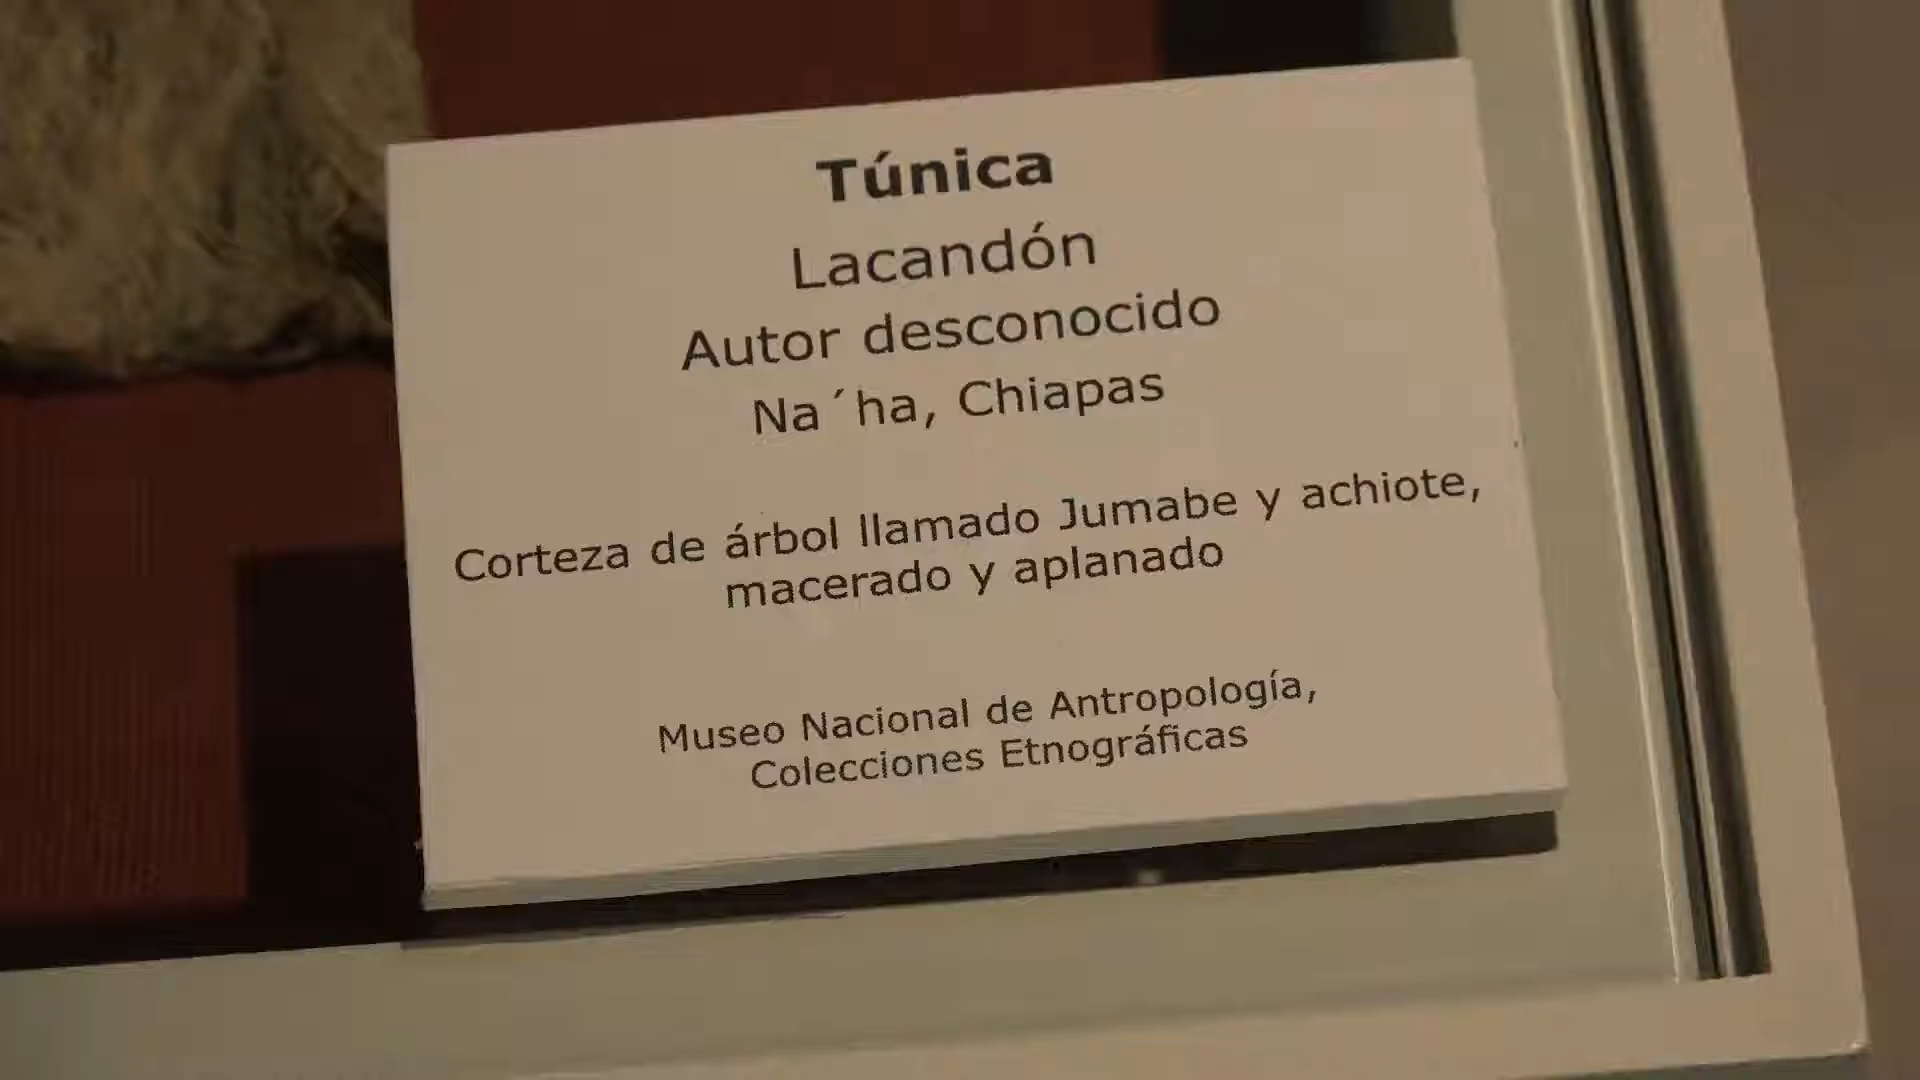 Túnica
Lacandón
Autor desconocido
Na´ha, Chiapas
Corteza de árbol llamado Jumabe y achiote,
macerado y aplanado
Museo Nacional de Antropología,
Colecciones Etnográficas